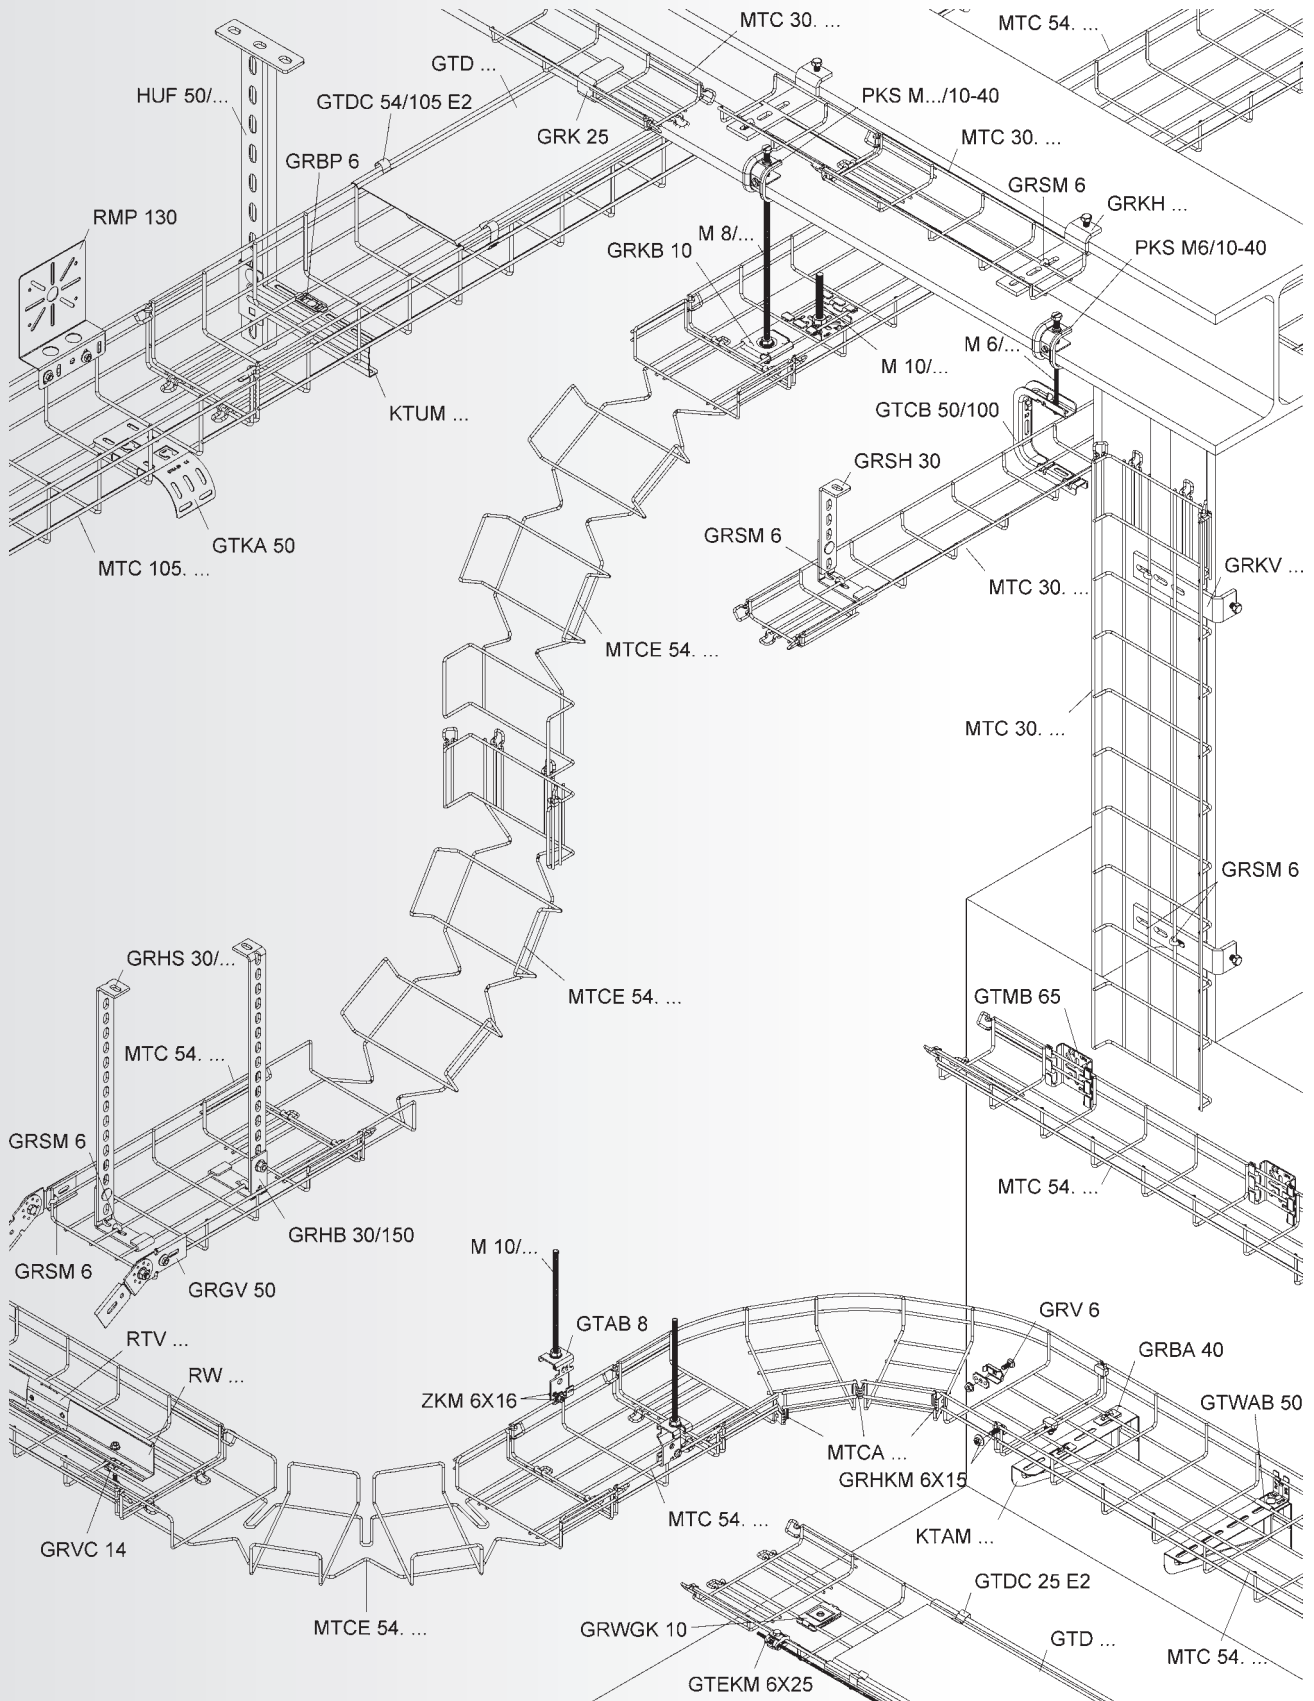 MTC 30. ...
MTC 54. ...
GTD ...
HUF 50/...
GTDC 54/105 E2
PKS M.../10-40
GRK 25
MTC 30. ...
GRBP 6
GRSM 6
GRKH ...
RMP 130
M 8/...
GRKB 10
PKS M6/10-40
M 6/...
M 10/...
KTUM ...
GTCB 50/100
GRSH 30
GTKA 50
GRSM 6
MTC 105. ...
GRKV ...
MTC 30. ...
MTCE 54. ...
MTC 30. ...
GRSM 6
GRHS 30/...
MTCE 54. ...
GTMB 65
MTC 54. ...
GRSM 6
MTC 54. ...
GRHB 30/150
M 10/...
GRSM 6
GRGV 50
GRV 6
GTAB 8
RTV ...
GRBA 40
RW ...
ZKM 6X16
GTWAB 50
MTCA ...
GRHKM 6X15
MTC 54. ...
KTAM ...
GRVC 14
GTDC 25 E2
MTCE 54. ...
GRWGK 10
GTD ...
MTC 54. ...
GTEKM 6X25